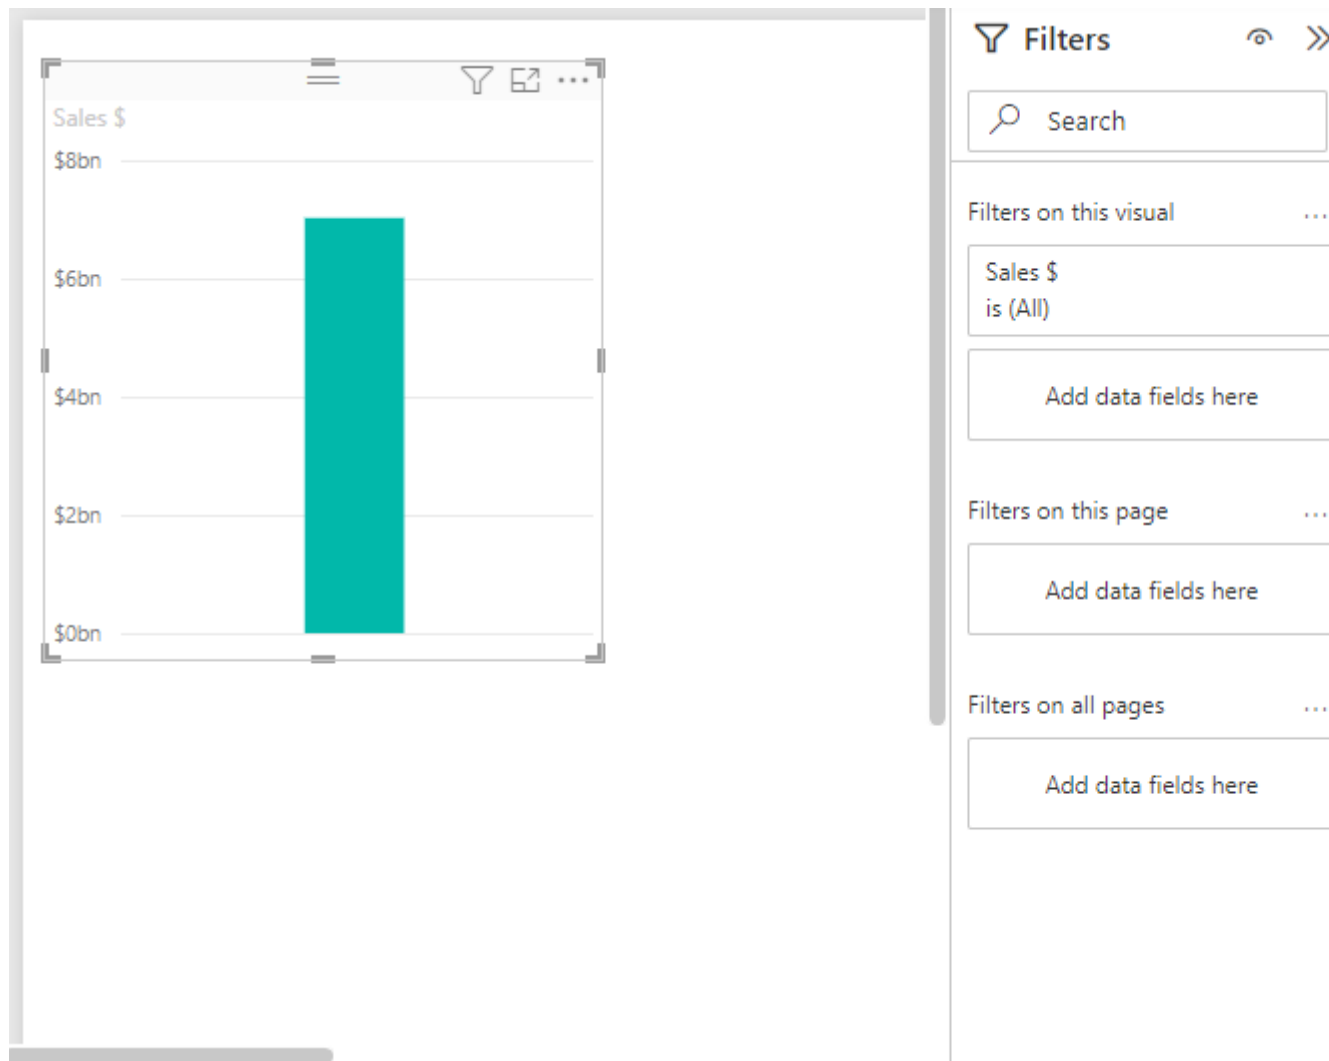 Sales $
$8bn
$6bn
$4bn
$2bn
$0bn
Filters
Search
Filters on this visual
Sales $
is (All)
Add data fields here
Filters on this page
Add data fields here
Filters on all pages
Add data fields here